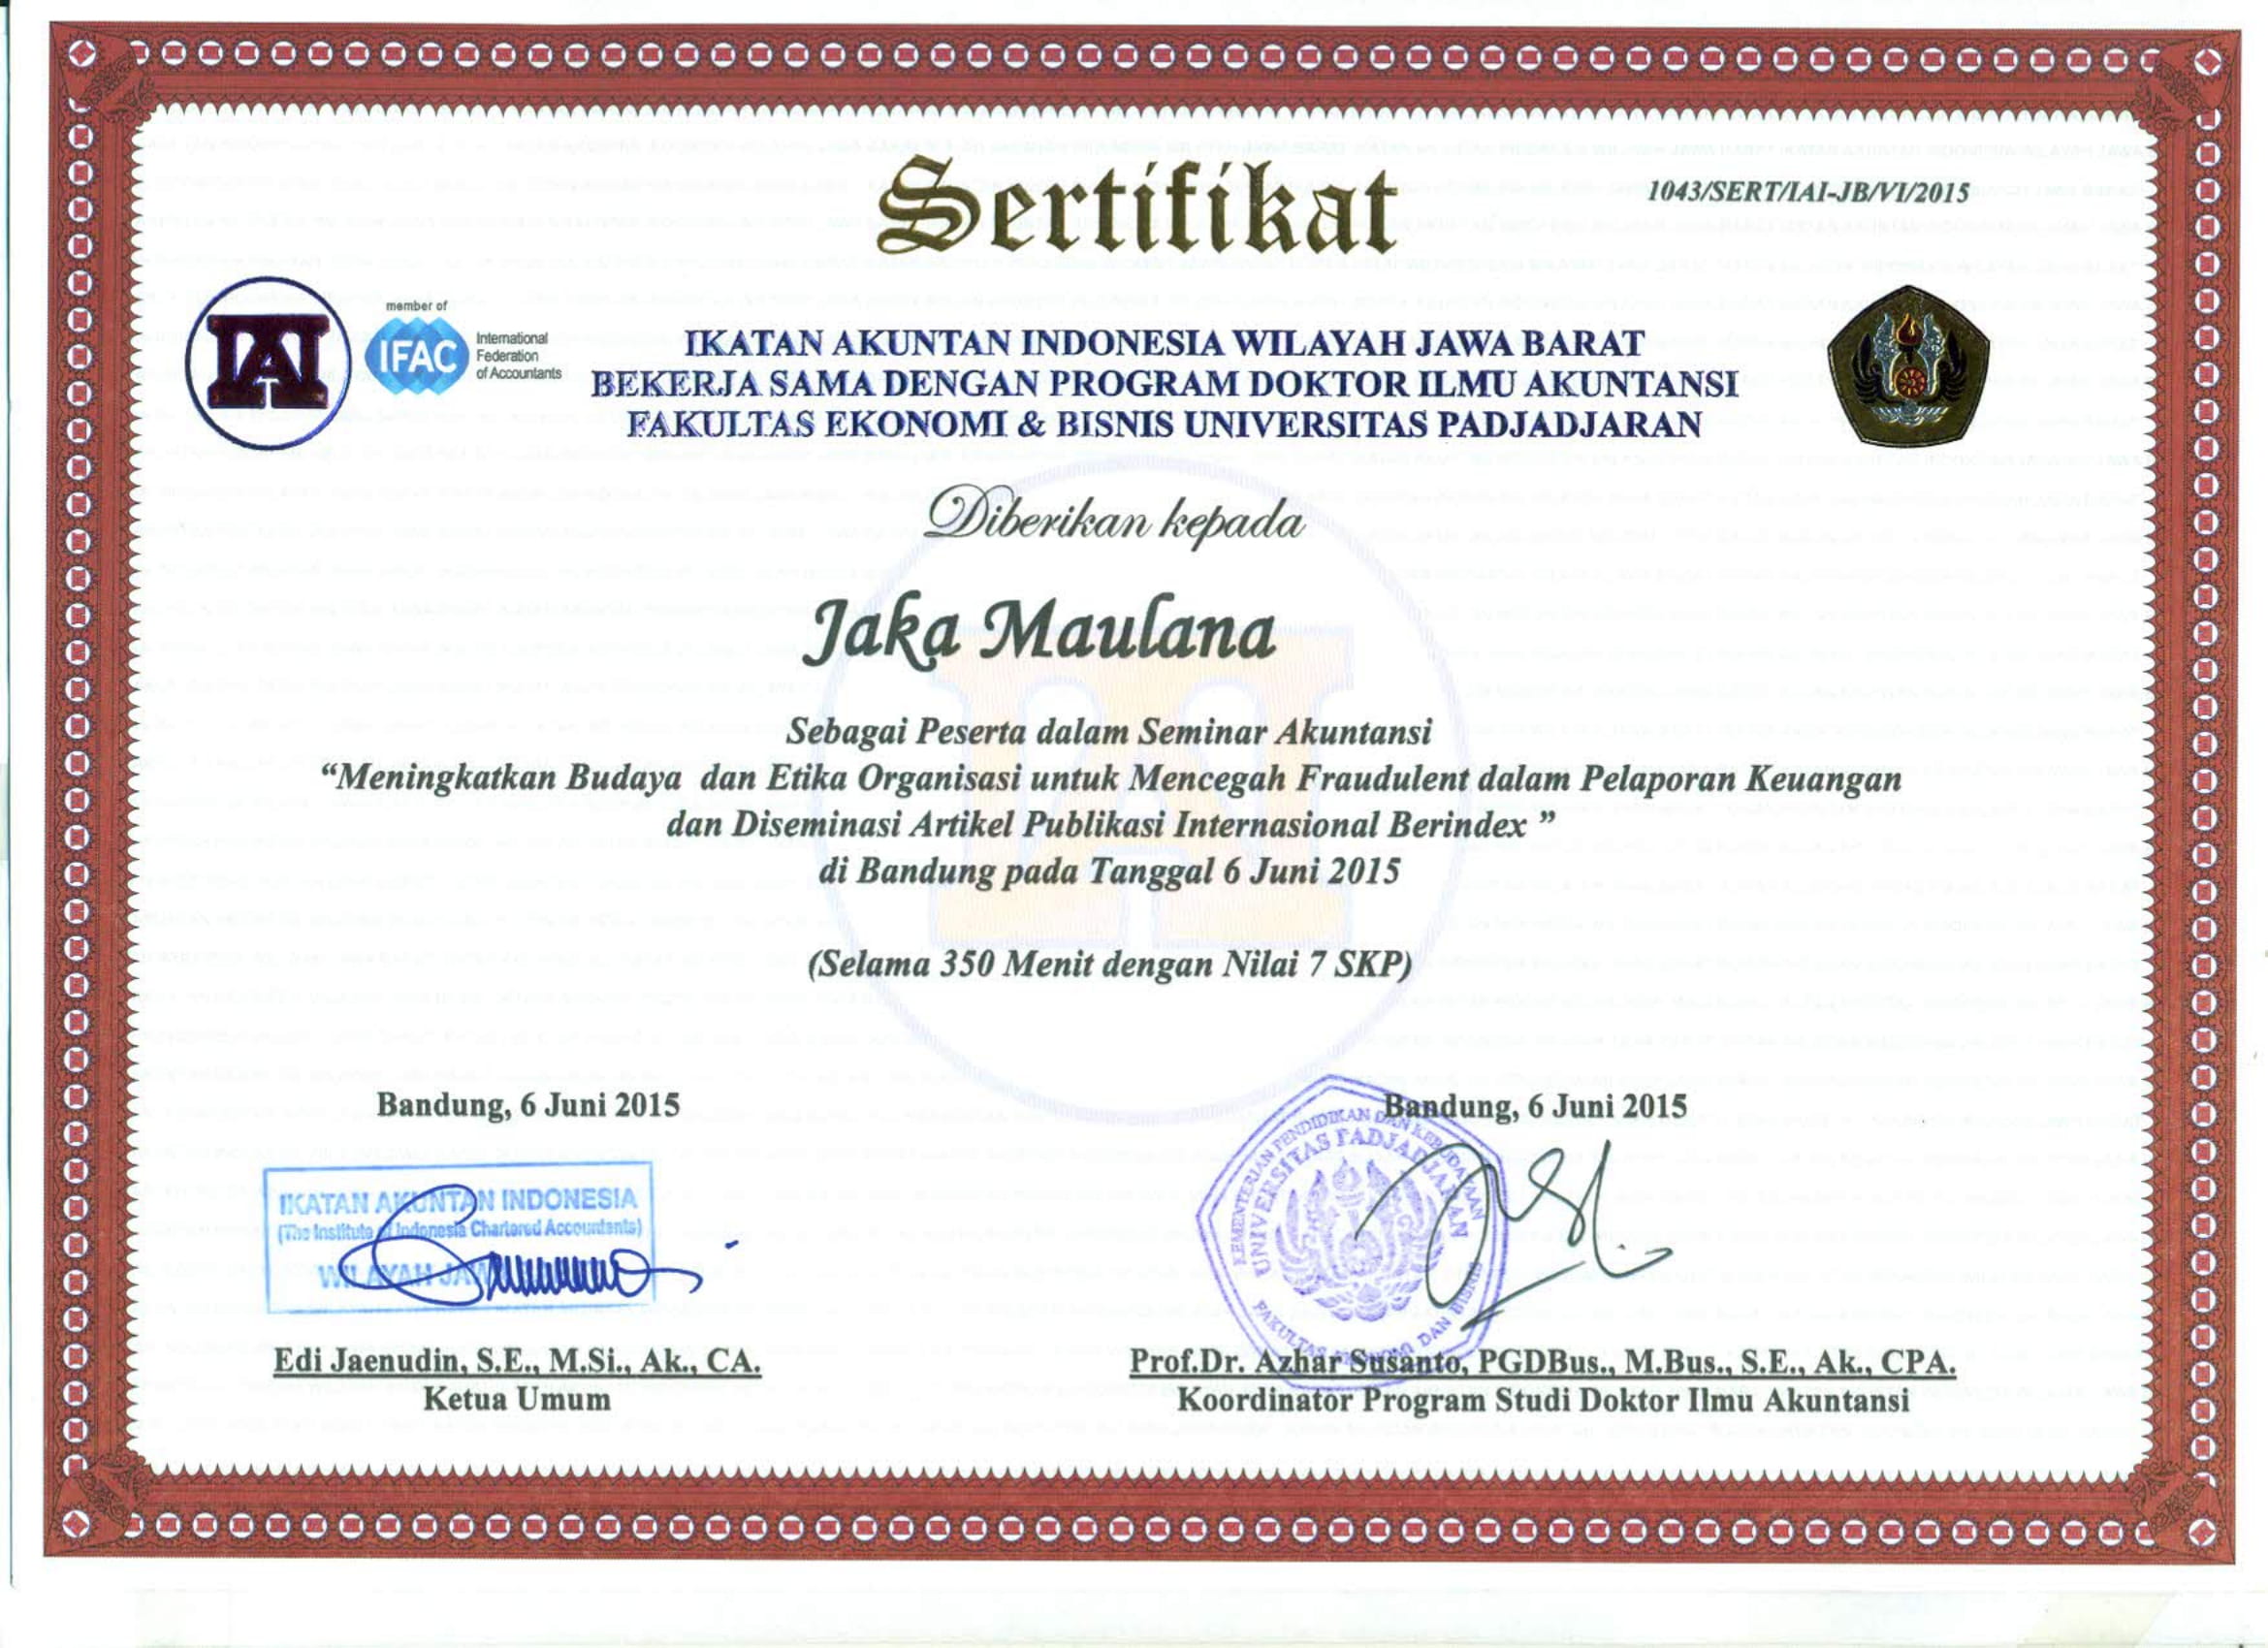 Sertifikat
1043/SERT/IAI-JB/VI/2015
IAI
member of
IFAC
International
Federation
of Accountants
IKATAN AKUNTAN INDONESIA WILAYAH JAWA BARAT
BEKERJA SAMA DENGAN PROGRAM DOKTOR ILMU AKUNTANSI
FAKULTAS EKONOMI & BISNIS UNIVERSITAS PADJADJARAN
Diberikan kepada
Jaka Maulana
Sebagai Peserta dalam Seminar Akuntansi
“Meningkatkan Budaya dan Etika Organisasi untuk Mencegah Fraudulent dalam Pelaporan Keuangan
dan Diseminasi Artikel Publikasi Internasional Berindex ”
di Bandung pada Tanggal 6 Juni 2015
(Selama 350 Menit dengan Nilai 7 SKP)
Bandung, 6 Juni 2015
IKATAN AKUNTAN INDONESIA
(The Institute of Indonesia Chartered Accountants)
WILAYAH
Edi Jaenudin, S.E., M.Si., Ak., CA.
Ketua Umum
Bandung, 6 Juni 2015
KEMENTERIAN PENDIDIKAN DAN KEBUDAYAAN
UNIVERSITAS PADJADJARAN
FAKULTAS EKONOMI DAN BISNIS
Prof.Dr. Azhar Susanto, PGDBus., M.Bus., S.E., Ak., CPA.
Koordinator Program Studi Doktor Ilmu Akuntansi